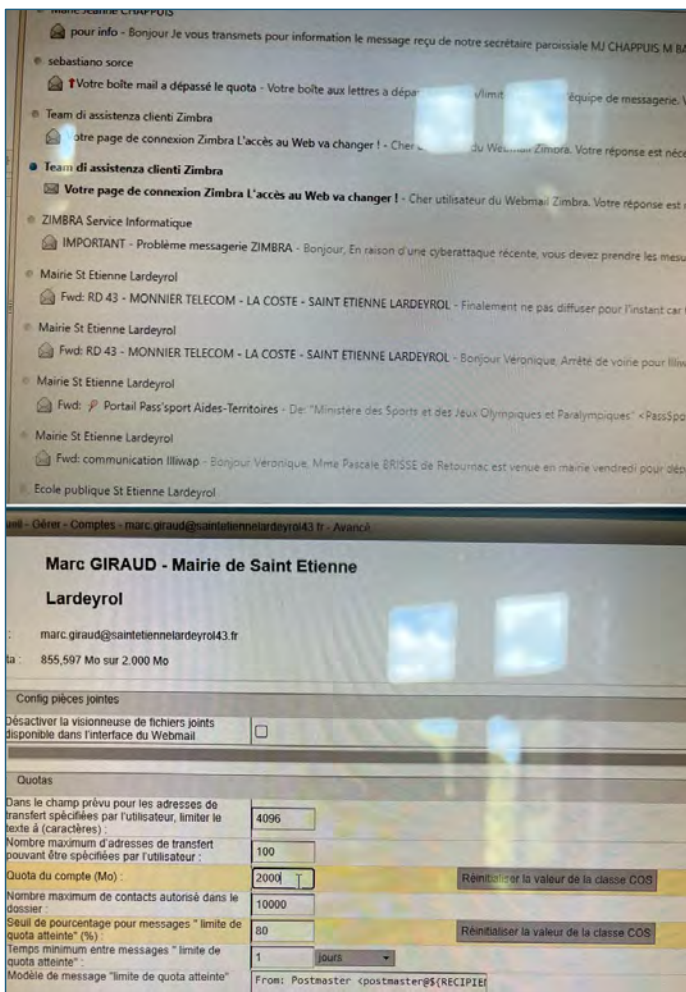 Marie Jeanne CHAPPUIS
pour info - Bonjour Je vous transmets pour information le message reçu de notre secrétaire paroissiale MJ CHAPPUIS M
sebastiano sorce
Votre boîte mail a dépassé le quota - Votre boîte aux lettres a dépa équipe de messagerie.
Team di assistenza clienti Zimbra
otre page de connexion Zimbra L'accès au Web va changer ! - Cher du Zimbra. Votre réponse est
Team di assistenza clienti Zimbra
Votre page de connexion Zimbra L'accès au Web va changer ! - Cher utilisateur du Webmail Zimbra. Votre réponse est
ZIMBRA Service Informatique
IMPORTANT - Problème messagerie ZIMBRA - Bonjour, En raison d'une cyberattaque récente, vous devez prendre les
Mairie St Etienne Lardeyrol
Fwd: RD 43 - MONNIER TELECOM - LA COSTE - SAINT ETIENNE LARDEYROL - Finalement ne pas diffuser pour l'instant car
Mairie St Etienne Lardeyrol
Fwd: RD 43 - MONNIER TELECOM - LA COSTE - SAINT ETIENNE LARDEYROL - Bonjour Véronique, Arrêté de voirie pour
Mairie St Etienne Lardeyrol
Fwd: Portail Pass'sport Aides-Territoires - De: "Ministère des Sports et des Jeux Olympiques et Paralympiques"
Mairie St Etienne Lardeyrol
Fwd: communication Illiwap - Bonjour Véronique, Mme Pascale BRISSE de Retournac est venue en mairie vendredi pour
Ecole publique St Etienne Lardeyrol
Gérer - Comptes - marc.giraud@saintetiennelardeyrol43.fr - Avancé
Marc GIRAUD - Mairie de Saint Etienne
Lardeyrol
marc.giraud@saintetiennelardeyrol43.fr
855,597 Mo sur 2.000 Mo
Config pièces jointes
Désactiver la visionneuse de fichiers joints
disponible dans l'interface du Webmail
Quotas
Dans le champ prévu pour les adresses de
transfert spécifiées par l'utilisateur, limiter le
texte à (caractères) : 4096
Nombre maximum d'adresses de transfert
pouvant être spécifiées par l'utilisateur : 100
Quota du compte (Mo) : 2000 Réinitialiser la valeur de la classe COS
Nombre maximum de contacts autorisé dans le
dossier : 10000
Seuil de pourcentage pour messages " limite de
quota atteinte" (%) : 80 Réinitialiser la valeur de la classe COS
Temps minimum entre messages " limite de
quota atteinte" : 1 jours
Modèle de message "limite de quota atteinte" From: Postmaster <postmaster@${RECIPIEN